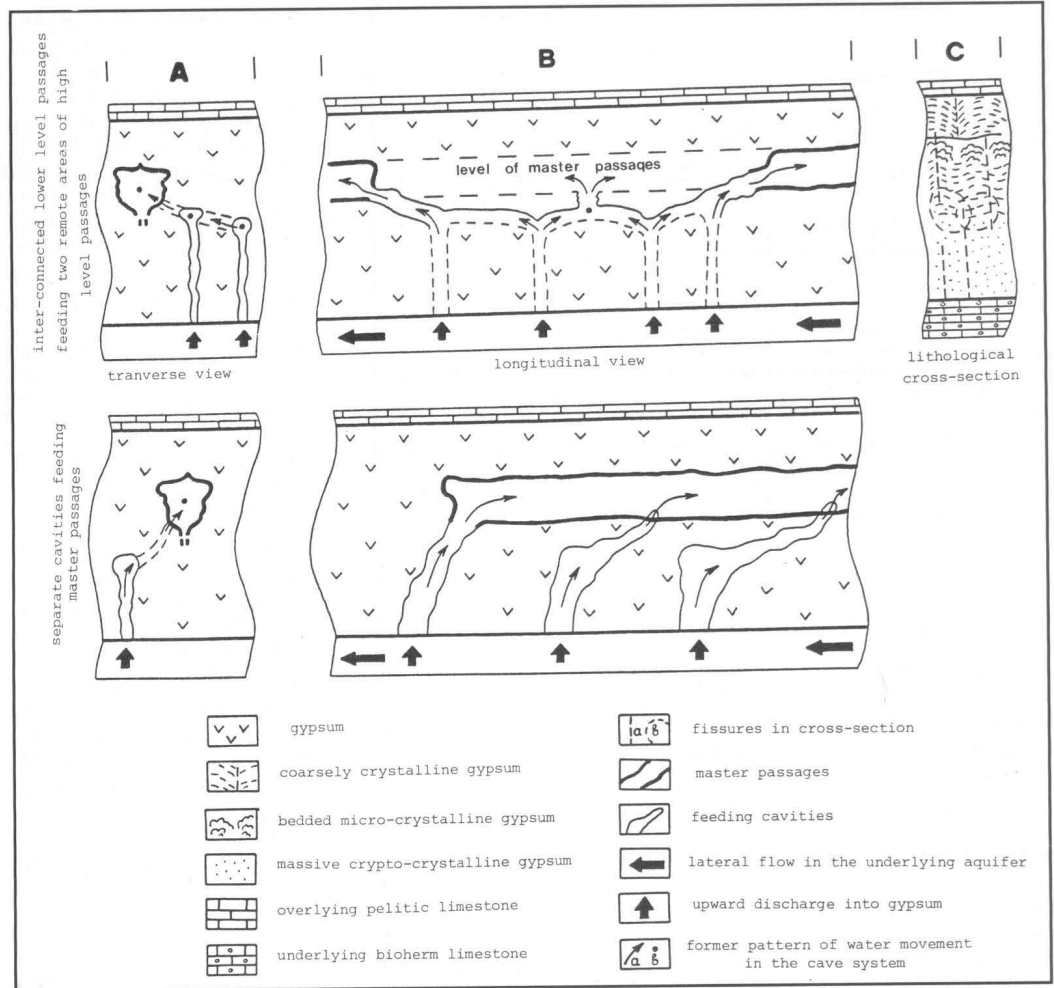 A
B
C
inter-connected lower level passages
feeding two remote areas of high
level passages
level of master passages
tranverse view
longitudinal view
lithological
cross-section
separate cavities feeding
master passages
gypsum
coarsely crystalline gypsum
bedded micro-crystalline gypsum
massive crypto-crystalline gypsum
overlying pelitic limestone
underlying bioherm limestone
a b
fissures in cross-section
master passages
feeding cavities
lateral flow in the underlying aquifer
upward discharge into gypsum
a b
former pattern of water movement
in the cave system